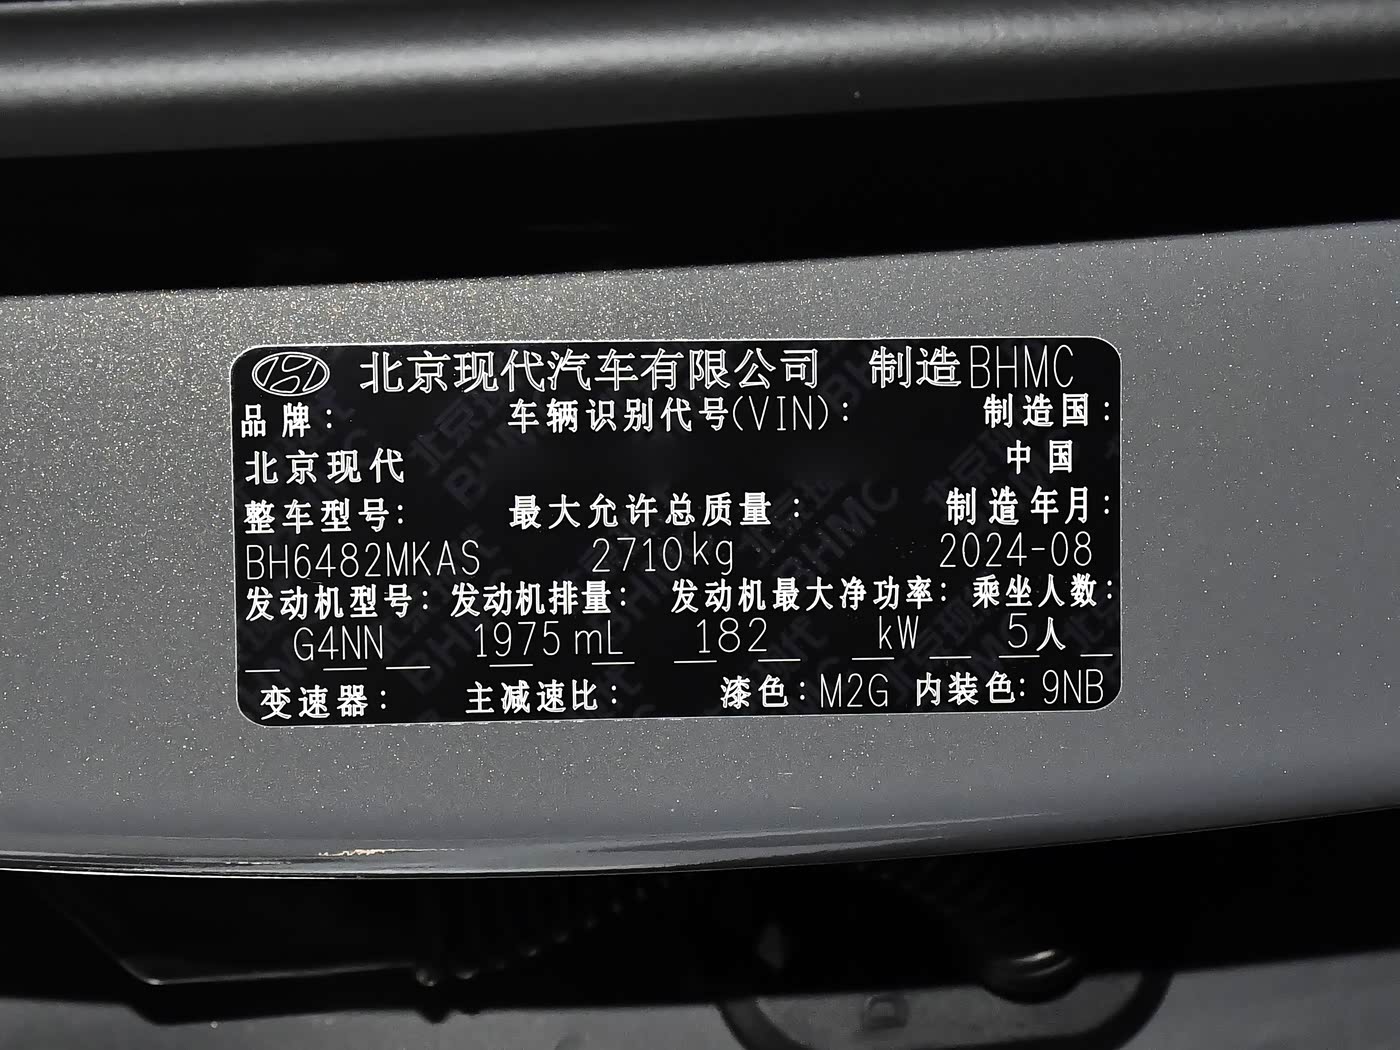 北京现代汽车有限公司 制造BHMC
品牌： 车辆识别代号(VIN)： 制造国：
北京现代 中国
整车型号： 最大允许总质量： 制造年月：
BH6482MKAS 2710kg 2024-08
发动机型号： 发动机排量： 发动机最大净功率： 乘坐人数：
G4NN 1975mL 182 kW 5人
变速器： 主减速比： 漆色：M2G 内装色：9NB